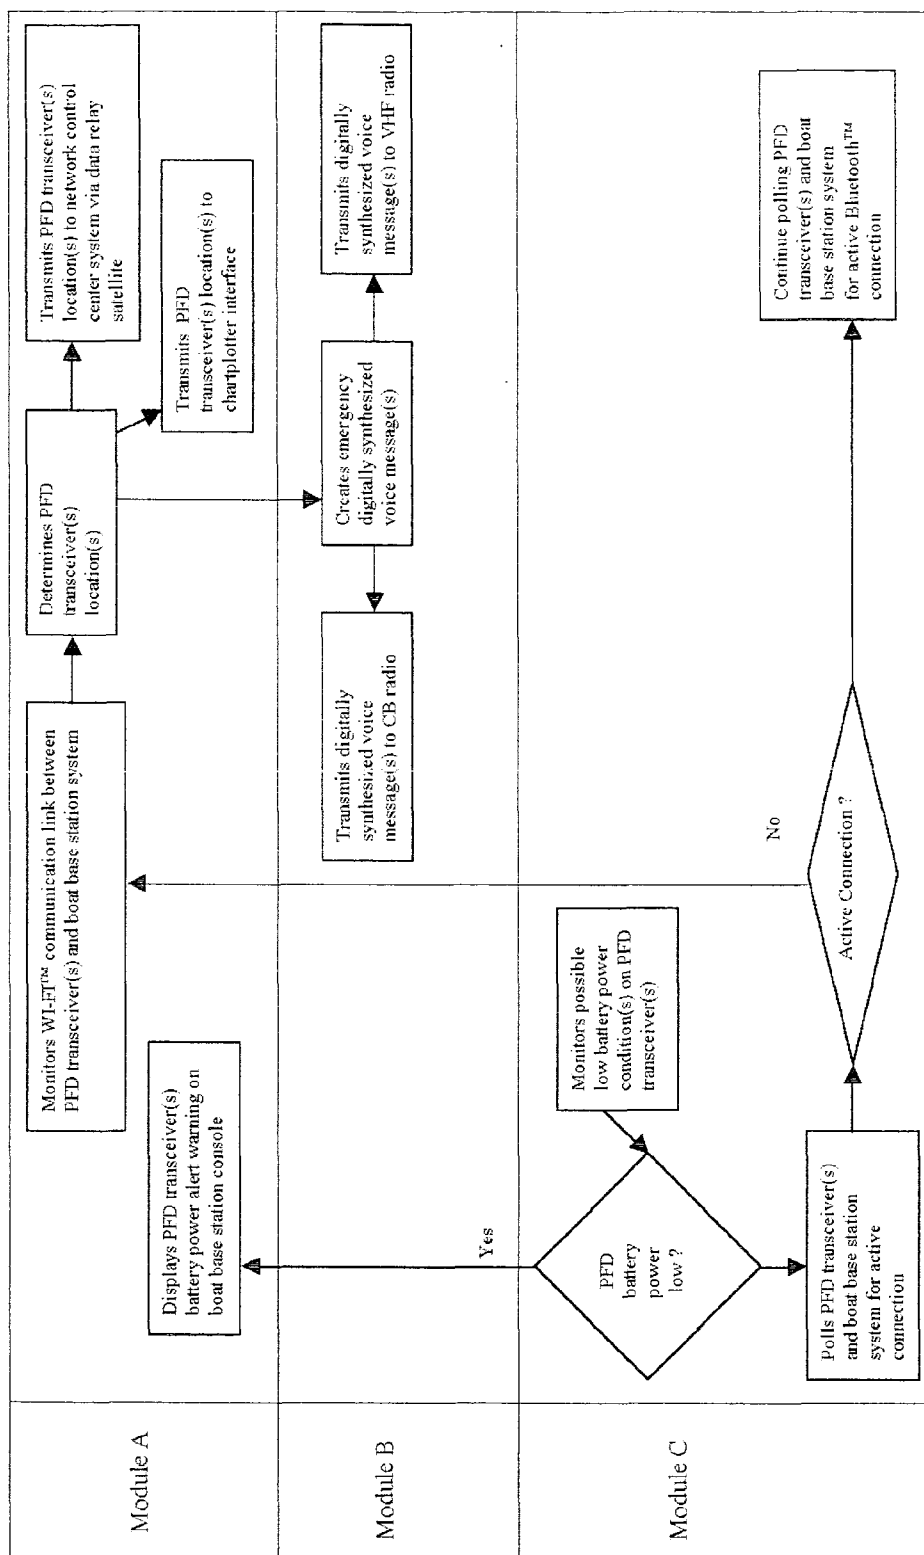 Module A
Displays PFD transceiver(s)
battery power alert warning on
boat base station console
Monitors WI-FI™ communication link between
PFD transceiver(s) and boat base station system
Determines PFD
transceiver(s)
location(s)
Transmits PFD transceiver(s)
location(s) to network control
center system via data relay
satellite
Transmits PFD
transceiver(s) location(s) to
chartplotter interface
Module B
Transmits digitally
synthesized voice
message(s) to CB radio
Creates emergency
digitally synthesized
voice message(s)
Transmits digitally
synthesized voice
message(s) to VHF radio
Module C
Yes
PFD
battery
power
low ?
Monitors possible
low battery power
condition(s) on PFD
transceiver(s)
Polls PFD transceiver(s)
and boat base station
system for active
connection
Active Connection ?
No
Continue polling PFD
transceiver(s) and boat
base station system
for active Bluetooth™
connection